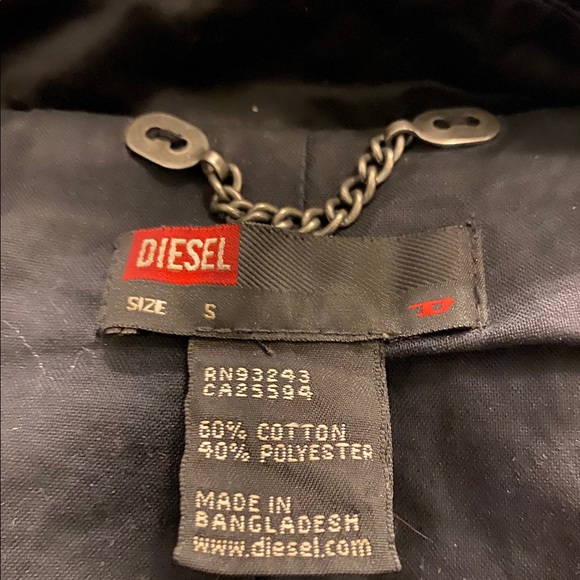 DIESEL
SIZE S
RN93243
CA25594
60% COTTON
40% POLYESTER
MADE IN
BANGLADESH
www.diesel.com